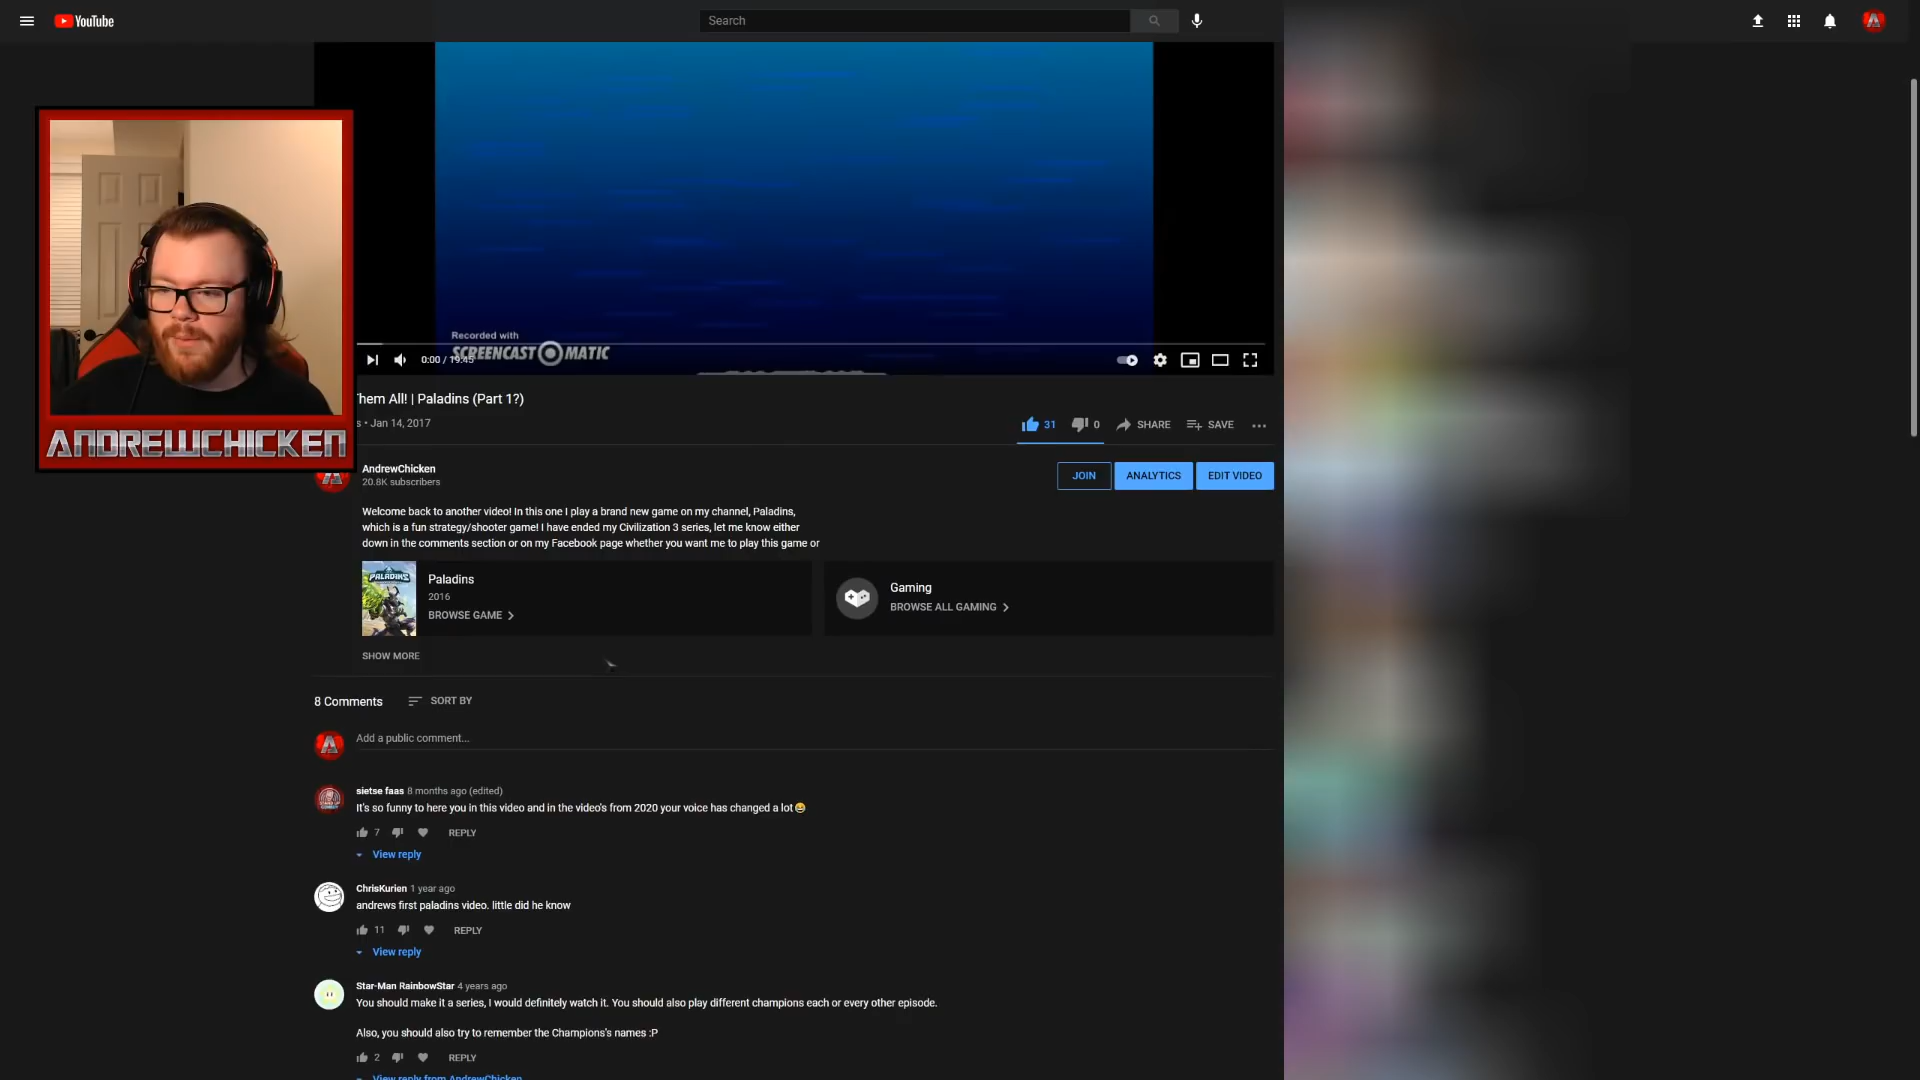 YouTube
Search
Recorded with
SCREENCAST O MATIC
0:00 / 19:45
Them All! | Paladins (Part 1?)
s • Jan 14, 2017
31
0
SHARE
SAVE
ANDREWCHICKEN
AndrewChicken
20.8K subscribers
JOIN
ANALYTICS
EDIT VIDEO
Welcome back to another video! In this one I play a brand new game on my channel, Paladins,
which is a fun strategy/shooter game! I have ended my Civilization 3 series, let me know either
down in the comments section or on my Facebook page whether you want me to play this game or
PALADINS
Paladins
2016
BROWSE GAME
Gaming
BROWSE ALL GAMING
SHOW MORE
8 Comments
SORT BY
Add a public comment...
sietse faas 8 months ago (edited)
It's so funny to here you in this video and in the video's from 2020 your voice has changed a lot😂
7
REPLY
View reply
ChrisKurien 1 year ago
andrews first paladins video. little did he know
11
REPLY
View reply
Star-Man RainbowStar 4 years ago
You should make it a series, I would definitely watch it. You should also play different champions each or every other episode.
Also, you should also try to remember the Champions's names :P
2
REPLY
View reply from AndrewChicken